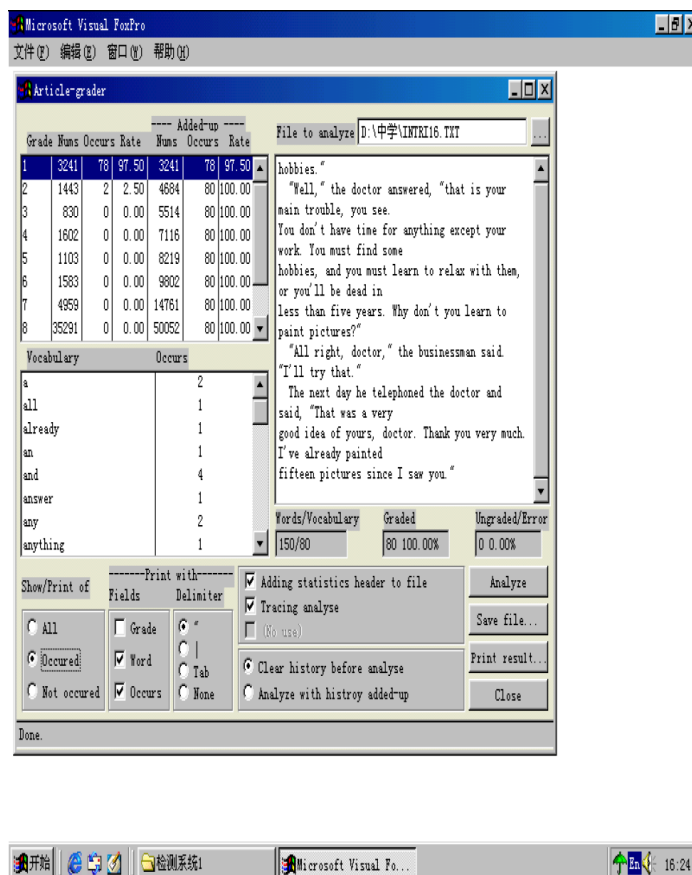 Microsoft Visual FoxPro
文件(F) 编辑(E) 窗口(W) 帮助(H)
Article-grader
---- Added-up ----
Grade Nums Occurs Rate Nums Occurs Rate
1 3241 78 97.50 3241 78 97.50
2 1443 2 2.50 4684 80 100.00
3 830 0 0.00 5514 80 100.00
4 1602 0 0.00 7116 80 100.00
5 1103 0 0.00 8219 80 100.00
6 1583 0 0.00 9802 80 100.00
7 4959 0 0.00 14761 80 100.00
8 35291 0 0.00 50052 80 100.00
Vocabulary Occurs
a 2
all 1
already 1
an 1
and 4
answer 1
any 2
anything 1
File to analyze D:\中学\INTRI16.TXT ...
hobbies."
"Well," the doctor answered, "that is your
main trouble, you see.
You don't have time for anything except your
work. You must find some
hobbies, and you must learn to relax with them,
or you'll be dead in
less than five years. Why don't you learn to
paint pictures?"
"All right, doctor," the businessman said.
"I'll try that."
The next day he telephoned the doctor and
said, "That was a very
good idea of yours, doctor. Thank you very much.
I've already painted
fifteen pictures since I saw you."
Words/Vocabulary Graded Ungraded/Error
150/80 80 100.00% 0 0.00%
Show/Print of
All
Occured
Not occured
------Print with------
Fields Delimiter
Grade "
Word |
Tab
Occurs None
Adding statistics header to file
Tracing analyse
(No use)
Clear history before analyse
Analyze with histroy added-up
Analyze
Save file...
Print result...
Close
Done.
开始 检测系统1 Microsoft Visual Fo... En 16:24